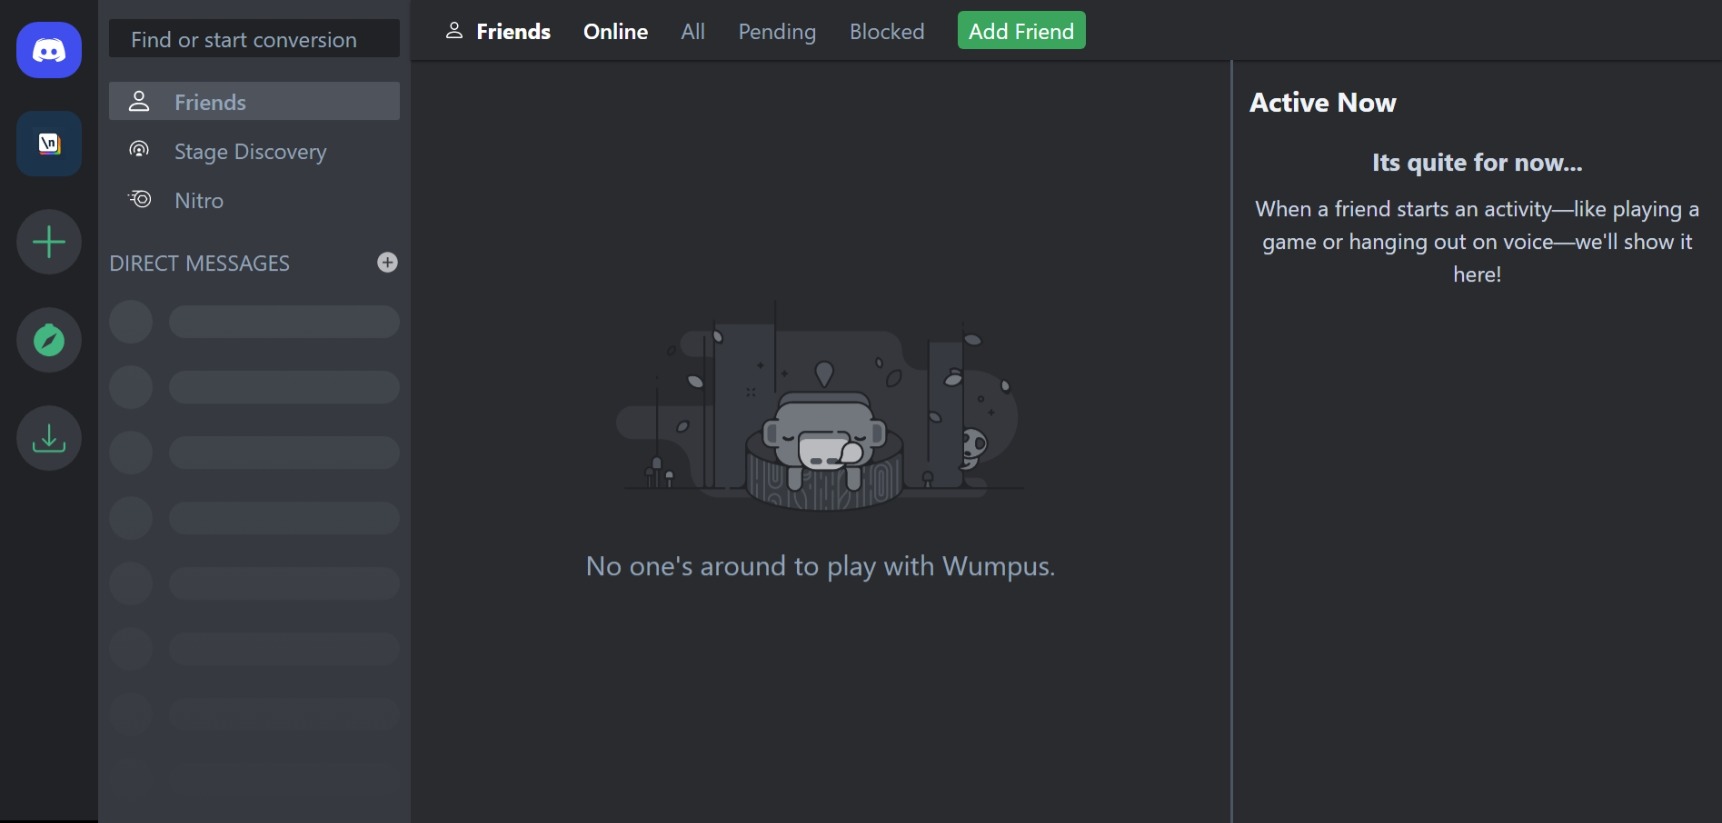 Find or start conversion
Friends
Stage Discovery
Nitro
DIRECT MESSAGES
\n
Friends Online All Pending Blocked Add Friend
No one's around to play with Wumpus.
Active Now
Its quite for now...
When a friend starts an activity—like playing a
game or hanging out on voice—we'll show it
here!